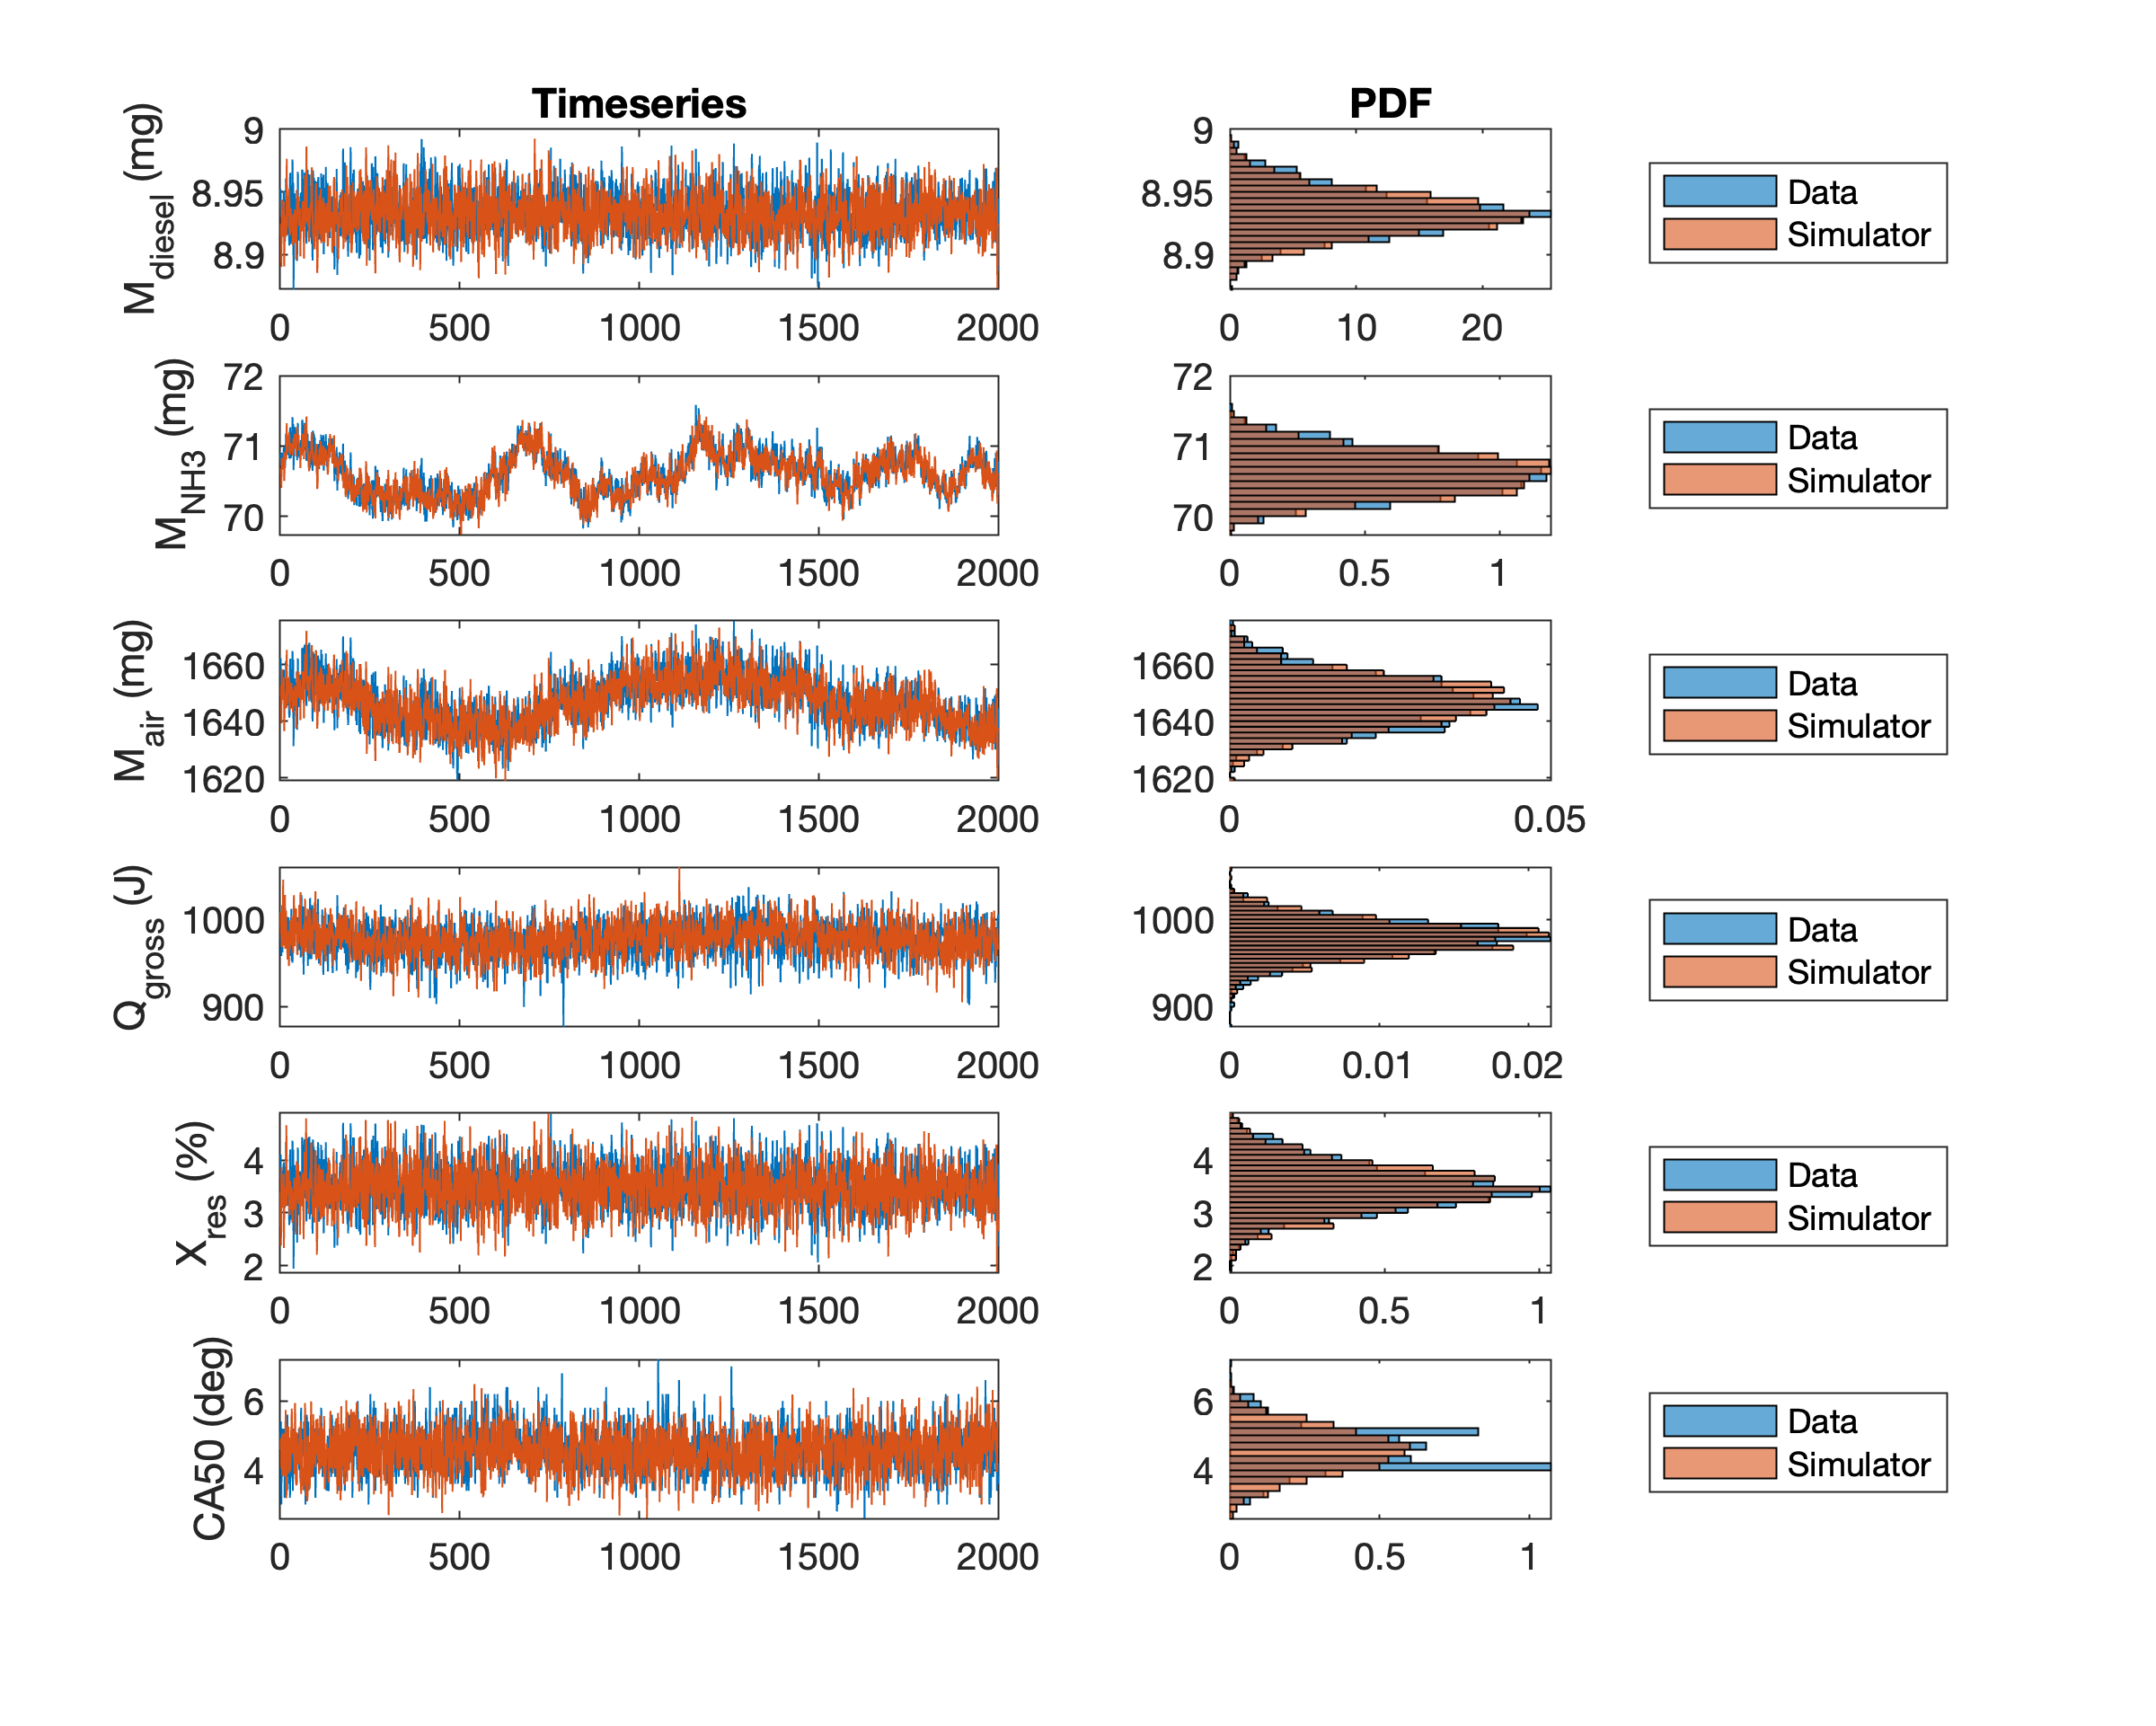 Timeseries
PDF
M_diesel (mg)
9
8.95
8.9
0 500 1000 1500 2000
9
8.95
8.9
0 10 20
Data
Simulator
M_NH3 (mg)
72
71
70
0 500 1000 1500 2000
72
71
70
0 0.5 1
Data
Simulator
M_air (mg)
1660
1640
1620
0 500 1000 1500 2000
1660
1640
1620
0 0.05
Data
Simulator
Q_gross (J)
1000
900
0 500 1000 1500 2000
1000
900
0 0.01 0.02
Data
Simulator
X_res (%)
4
3
2
0 500 1000 1500 2000
4
3
2
0 0.5 1
Data
Simulator
CA50 (deg)
6
4
0 500 1000 1500 2000
6
4
0 0.5 1
Data
Simulator